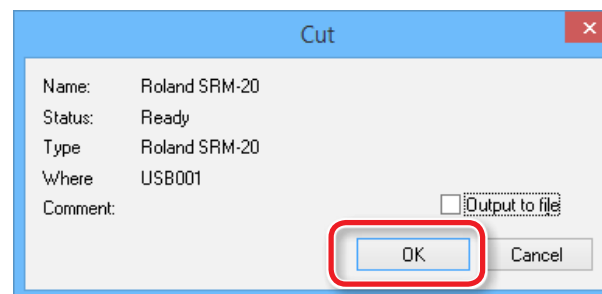 Cut
Name: Roland SRM-20
Status: Ready
Type Roland SRM-20
Where USB001
Comment:
Output to file
OK Cancel